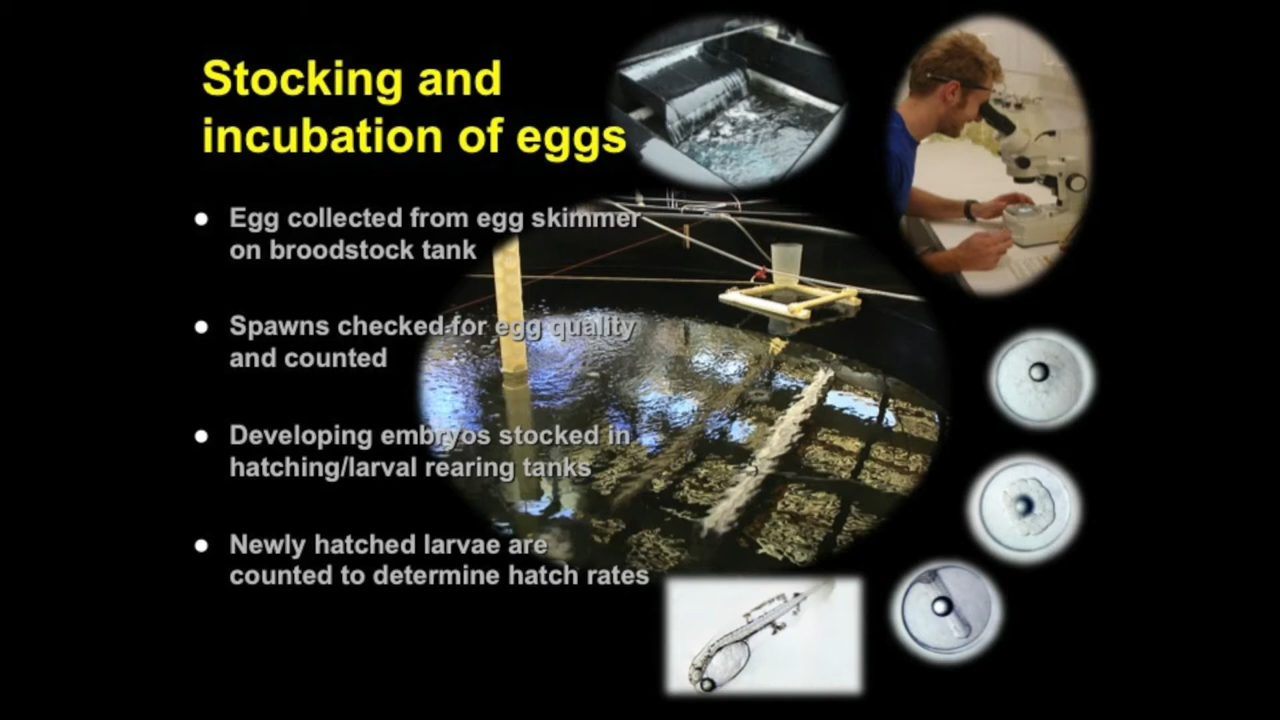 Stocking and
incubation of eggs
• Egg collected from egg skimmer
on broodstock tank
• Spawns checked for egg quality
and counted
• Developing embryos stocked in
hatching/larval rearing tanks
• Newly hatched larvae are
counted to determine hatch rates